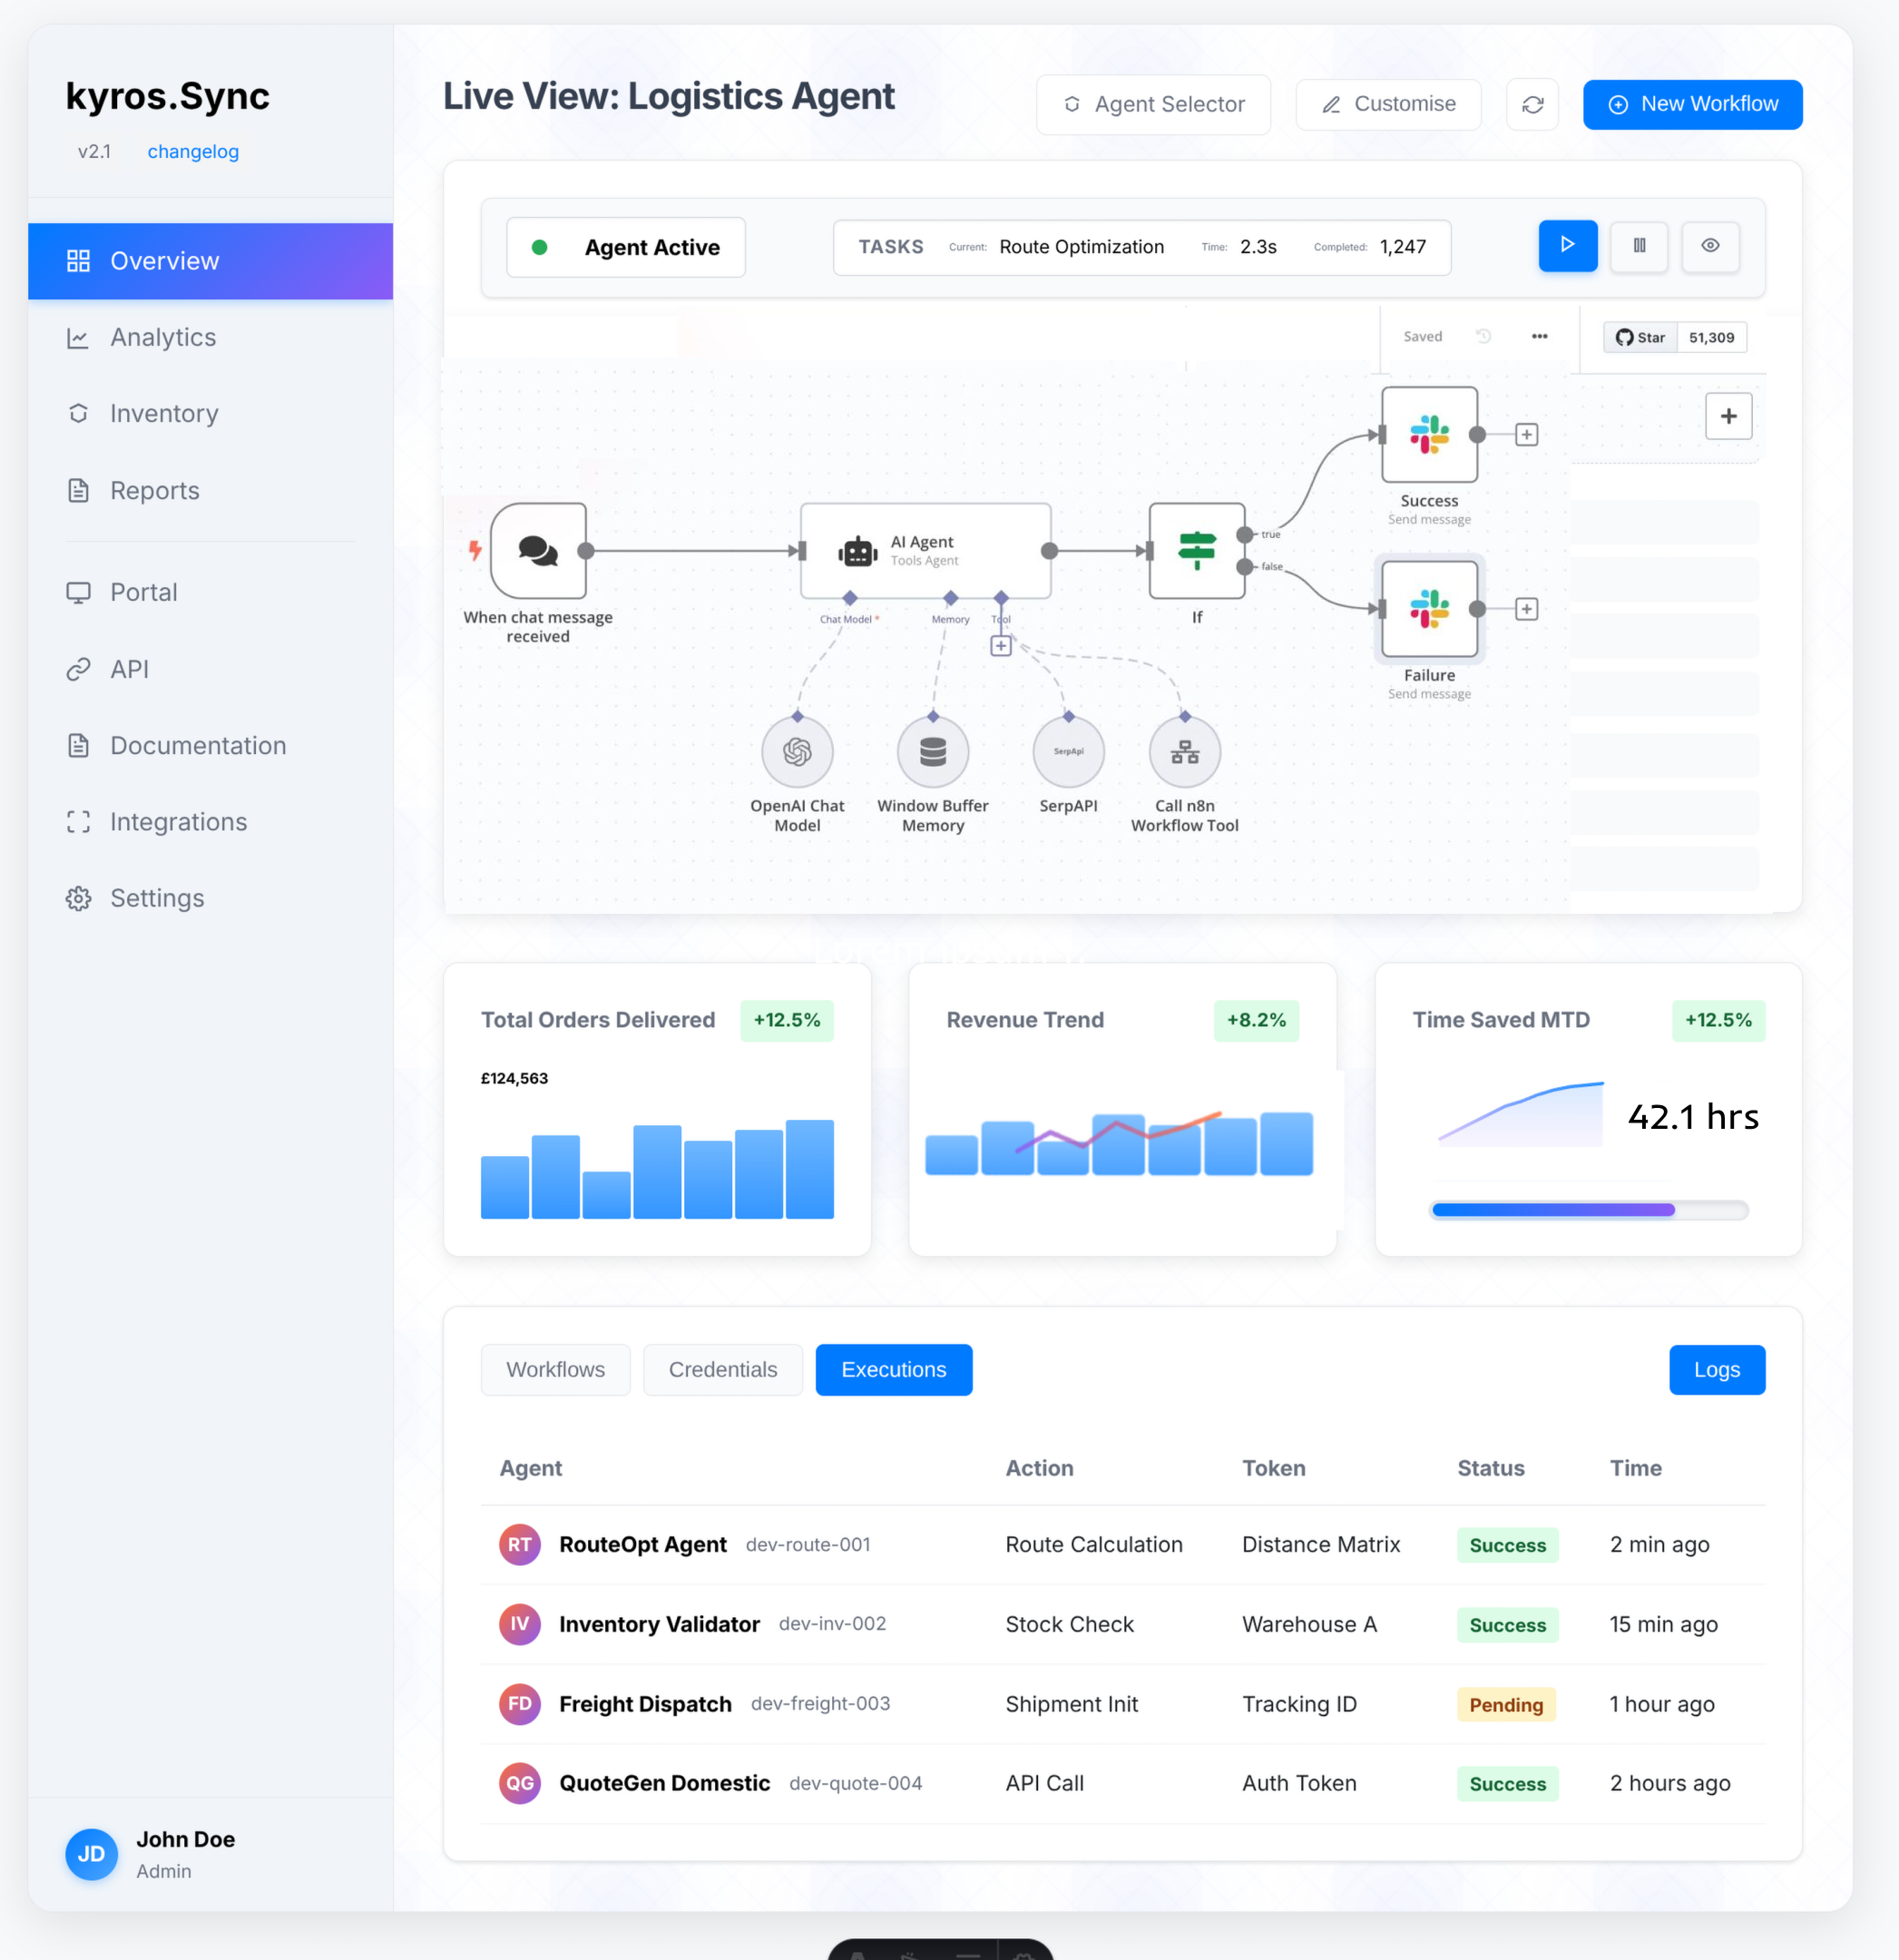 kyros.Sync
v2.1 changelog
Overview
Analytics
Inventory
Reports
Portal
API
Documentation
Integrations
Settings
JD
John Doe
Admin
Live View: Logistics Agent
Agent Selector
Customise
New Workflow
Agent Active
TASKS Current: Route Optimization Time: 2.3s Completed: 1,247
Saved
Star 51,309
When chat message
received
AI Agent
Tools Agent
Chat Model *
Memory
Tool
OpenAI Chat
Model
Window Buffer
Memory
SerpApi
SerpAPI
Call n8n
Workflow Tool
If
true
false
Success
Send message
Failure
Send message
Total Orders Delivered +12.5%
£124,563
Revenue Trend +8.2%
Time Saved MTD +12.5%
42.1 hrs
Workflows
Credentials
Executions
Logs
Agent Action Token Status Time
RT RouteOpt Agent dev-route-001 Route Calculation Distance Matrix Success 2 min ago
IV Inventory Validator dev-inv-002 Stock Check Warehouse A Success 15 min ago
FD Freight Dispatch dev-freight-003 Shipment Init Tracking ID Pending 1 hour ago
QG QuoteGen Domestic dev-quote-004 API Call Auth Token Success 2 hours ago